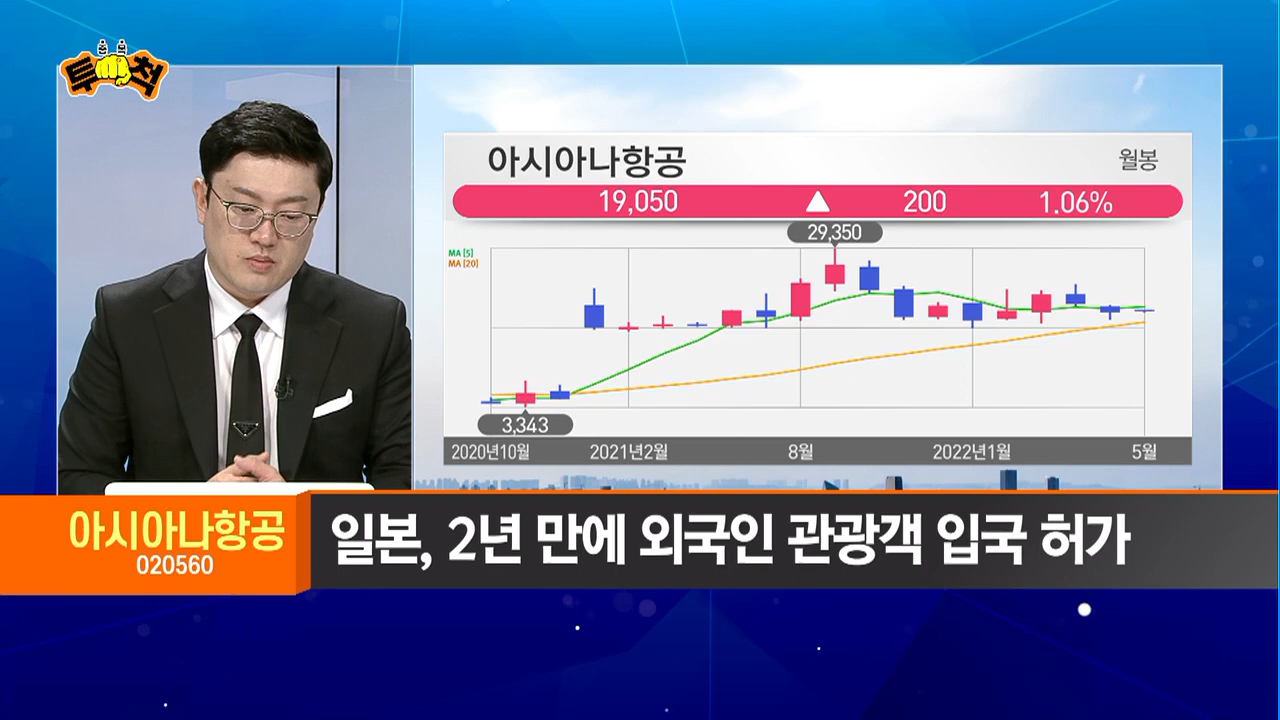 투척
아시아나항공
월봉
19,050 ▲ 200 1.06%
29,350
MA [5]
MA [20]
3,343
2020년10월 2021년2월 8월 2022년1월 5월
아시아나항공
020560
일본, 2년 만에 외국인 관광객 입국 허가